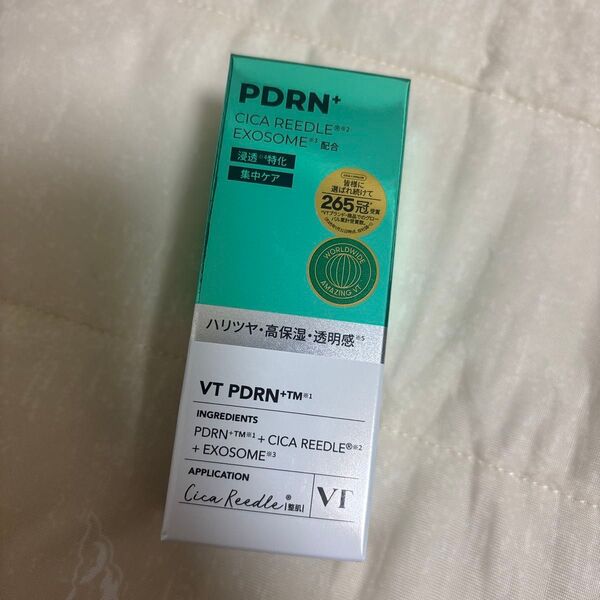 PDRN⁺
CICA REEDLE®※2
EXOSOME※3 配合
浸透※4特化
集中ケア
皆様に
選ばれ続けて
265冠受賞
WORLDWIDE
AMAZING VT
ハリツヤ・高保湿・透明感※5
VT PDRN⁺™※1
INGREDIENTS
PDRN⁺™※1 + CICA REEDLE®※2
+ EXOSOME※3
APPLICATION
Cica Reedle® |整肌|
VT